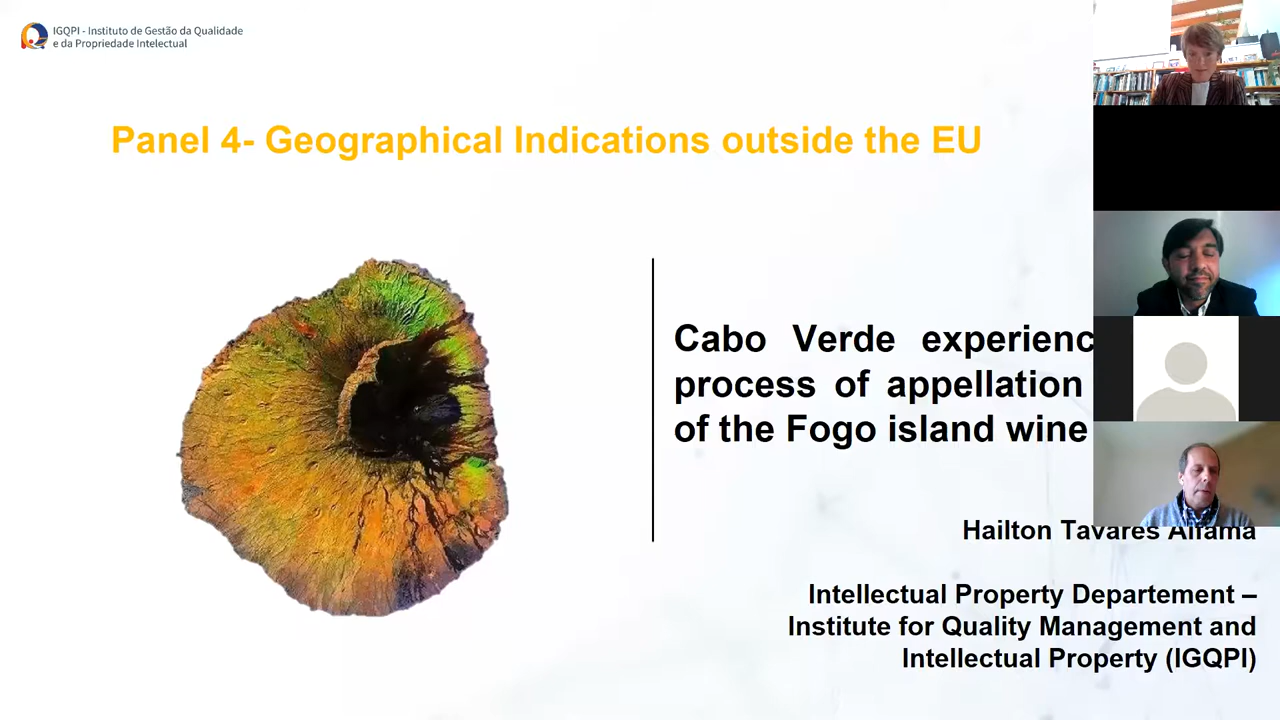 IGQPI - Instituto de Gestão da Qualidade
e da Propriedade Intelectual
Panel 4- Geographical Indications outside the EU
Cabo Verde experienc
process of appellation
of the Fogo island wine
Hailton Tavares Alfama
Intellectual Property Departement –
Institute for Quality Management and
Intellectual Property (IGQPI)